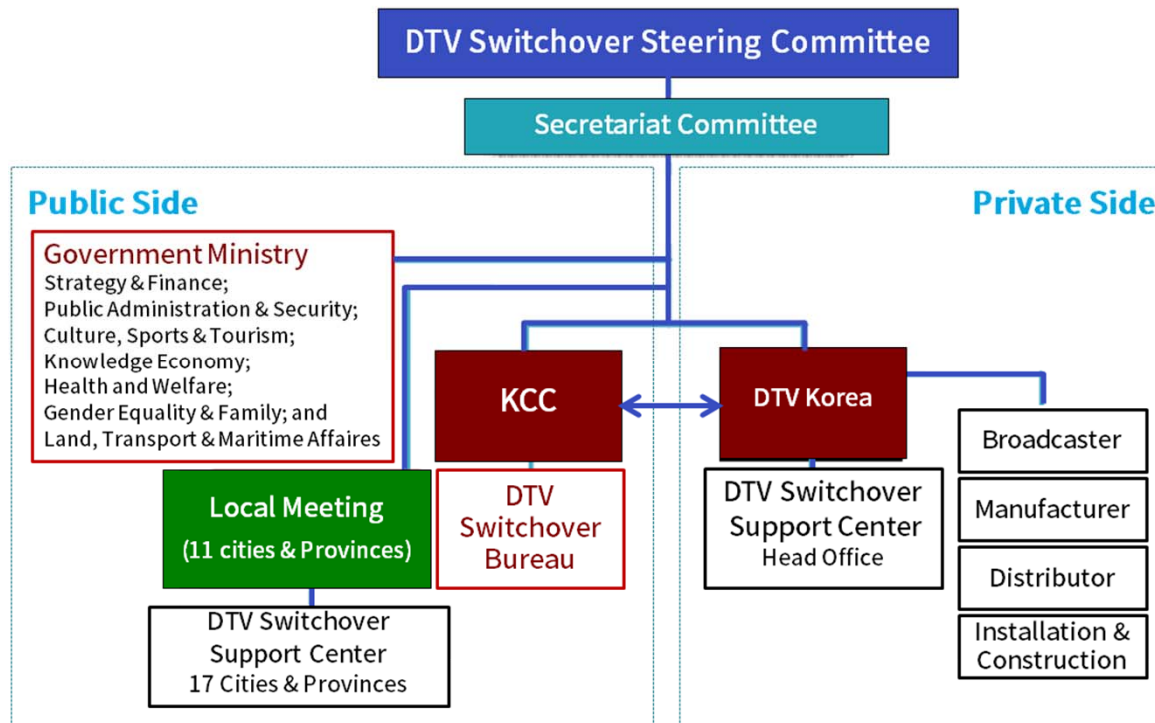 DTV Switchover Steering Committee
Secretariat Committee
Public Side
Private Side
Government Ministry
Strategy & Finance;
Public Administration & Security;
Culture, Sports & Tourism;
Knowledge Economy;
Health and Welfare;
Gender Equality & Family; and
Land, Transport & Maritime Affaires
KCC
DTV Korea
Local Meeting
(11 cities & Provinces)
DTV
Switchover
Bureau
DTV Switchover
Support Center
Head Office
Broadcaster
Manufacturer
Distributor
Installation &
Construction
DTV Switchover
Support Center
17 Cities & Provinces